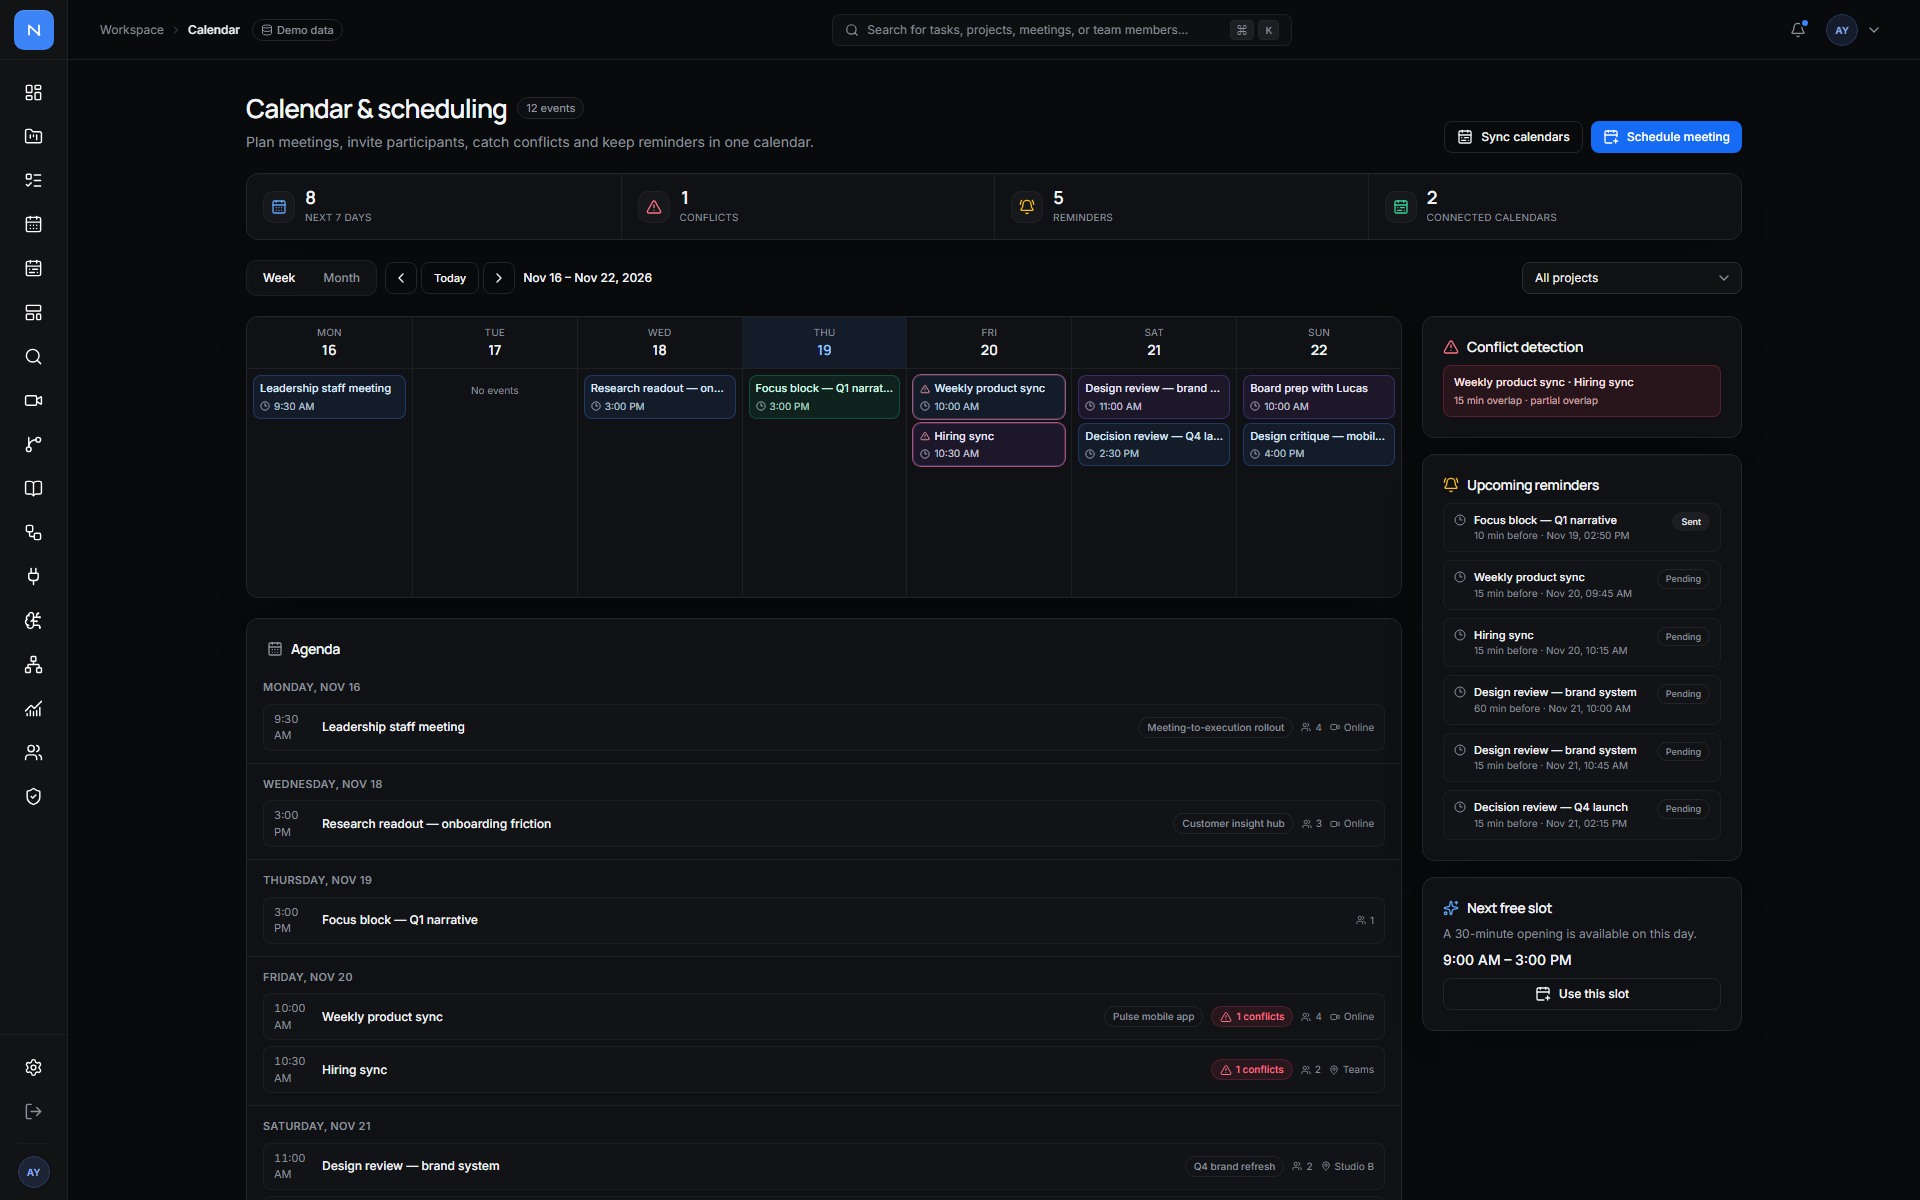 N
Workspace
Calendar
Demo data
Search for tasks, projects, meetings, or team members...
⌘
K
AY
Calendar & scheduling
12 events
Plan meetings, invite participants, catch conflicts and keep reminders in one calendar.
Sync calendars
Schedule meeting
8
NEXT 7 DAYS
1
CONFLICTS
5
REMINDERS
2
CONNECTED CALENDARS
Week
Month
Today
Nov 16 – Nov 22, 2026
All projects
MON
16
TUE
17
WED
18
THU
19
FRI
20
SAT
21
SUN
22
Leadership staff meeting
9:30 AM
No events
Research readout — on...
3:00 PM
Focus block — Q1 narrat...
3:00 PM
Weekly product sync
10:00 AM
Hiring sync
10:30 AM
Design review — brand ...
11:00 AM
Decision review — Q4 la...
2:30 PM
Board prep with Lucas
10:00 AM
Design critique — mobil...
4:00 PM
Conflict detection
Weekly product sync · Hiring sync
15 min overlap · partial overlap
Upcoming reminders
Focus block — Q1 narrative
Sent
10 min before · Nov 19, 02:50 PM
Weekly product sync
Pending
15 min before · Nov 20, 09:45 AM
Hiring sync
Pending
15 min before · Nov 20, 10:15 AM
Design review — brand system
Pending
60 min before · Nov 21, 10:00 AM
Design review — brand system
Pending
15 min before · Nov 21, 10:45 AM
Decision review — Q4 launch
Pending
15 min before · Nov 21, 02:15 PM
Next free slot
A 30-minute opening is available on this day.
9:00 AM – 3:00 PM
Use this slot
Agenda
MONDAY, NOV 16
9:30 AM
Leadership staff meeting
Meeting-to-execution rollout
4
Online
WEDNESDAY, NOV 18
3:00 PM
Research readout — onboarding friction
Customer insight hub
3
Online
THURSDAY, NOV 19
3:00 PM
Focus block — Q1 narrative
1
FRIDAY, NOV 20
10:00 AM
Weekly product sync
Pulse mobile app
1 conflicts
4
Online
10:30 AM
Hiring sync
1 conflicts
2
Teams
SATURDAY, NOV 21
11:00 AM
Design review — brand system
Q4 brand refresh
2
Studio B
AY